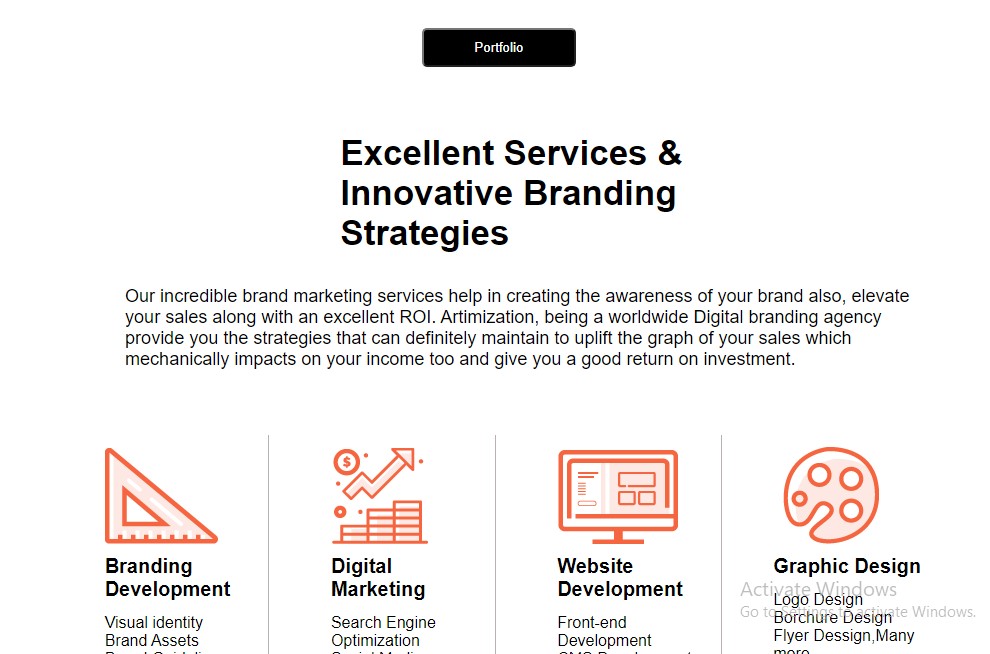 Portfolio
Excellent Services &
Innovative Branding
Strategies
Our incredible brand marketing services help in creating the awareness of your brand also, elevate
your sales along with an excellent ROI. Artimization, being a worldwide Digital branding agency
provide you the strategies that can definitely maintain to uplift the graph of your sales which
mechanically impacts on your income too and give you a good return on investment.
$
Branding
Development
Visual identity
Brand Assets
Digital
Marketing
Search Engine
Optimization
Website
Development
Front-end
Development
Graphic Design
Logo Design
Borchure Design
Flyer Dessign,Many
more
Activate Windows
Go to Settings to activate Windows.